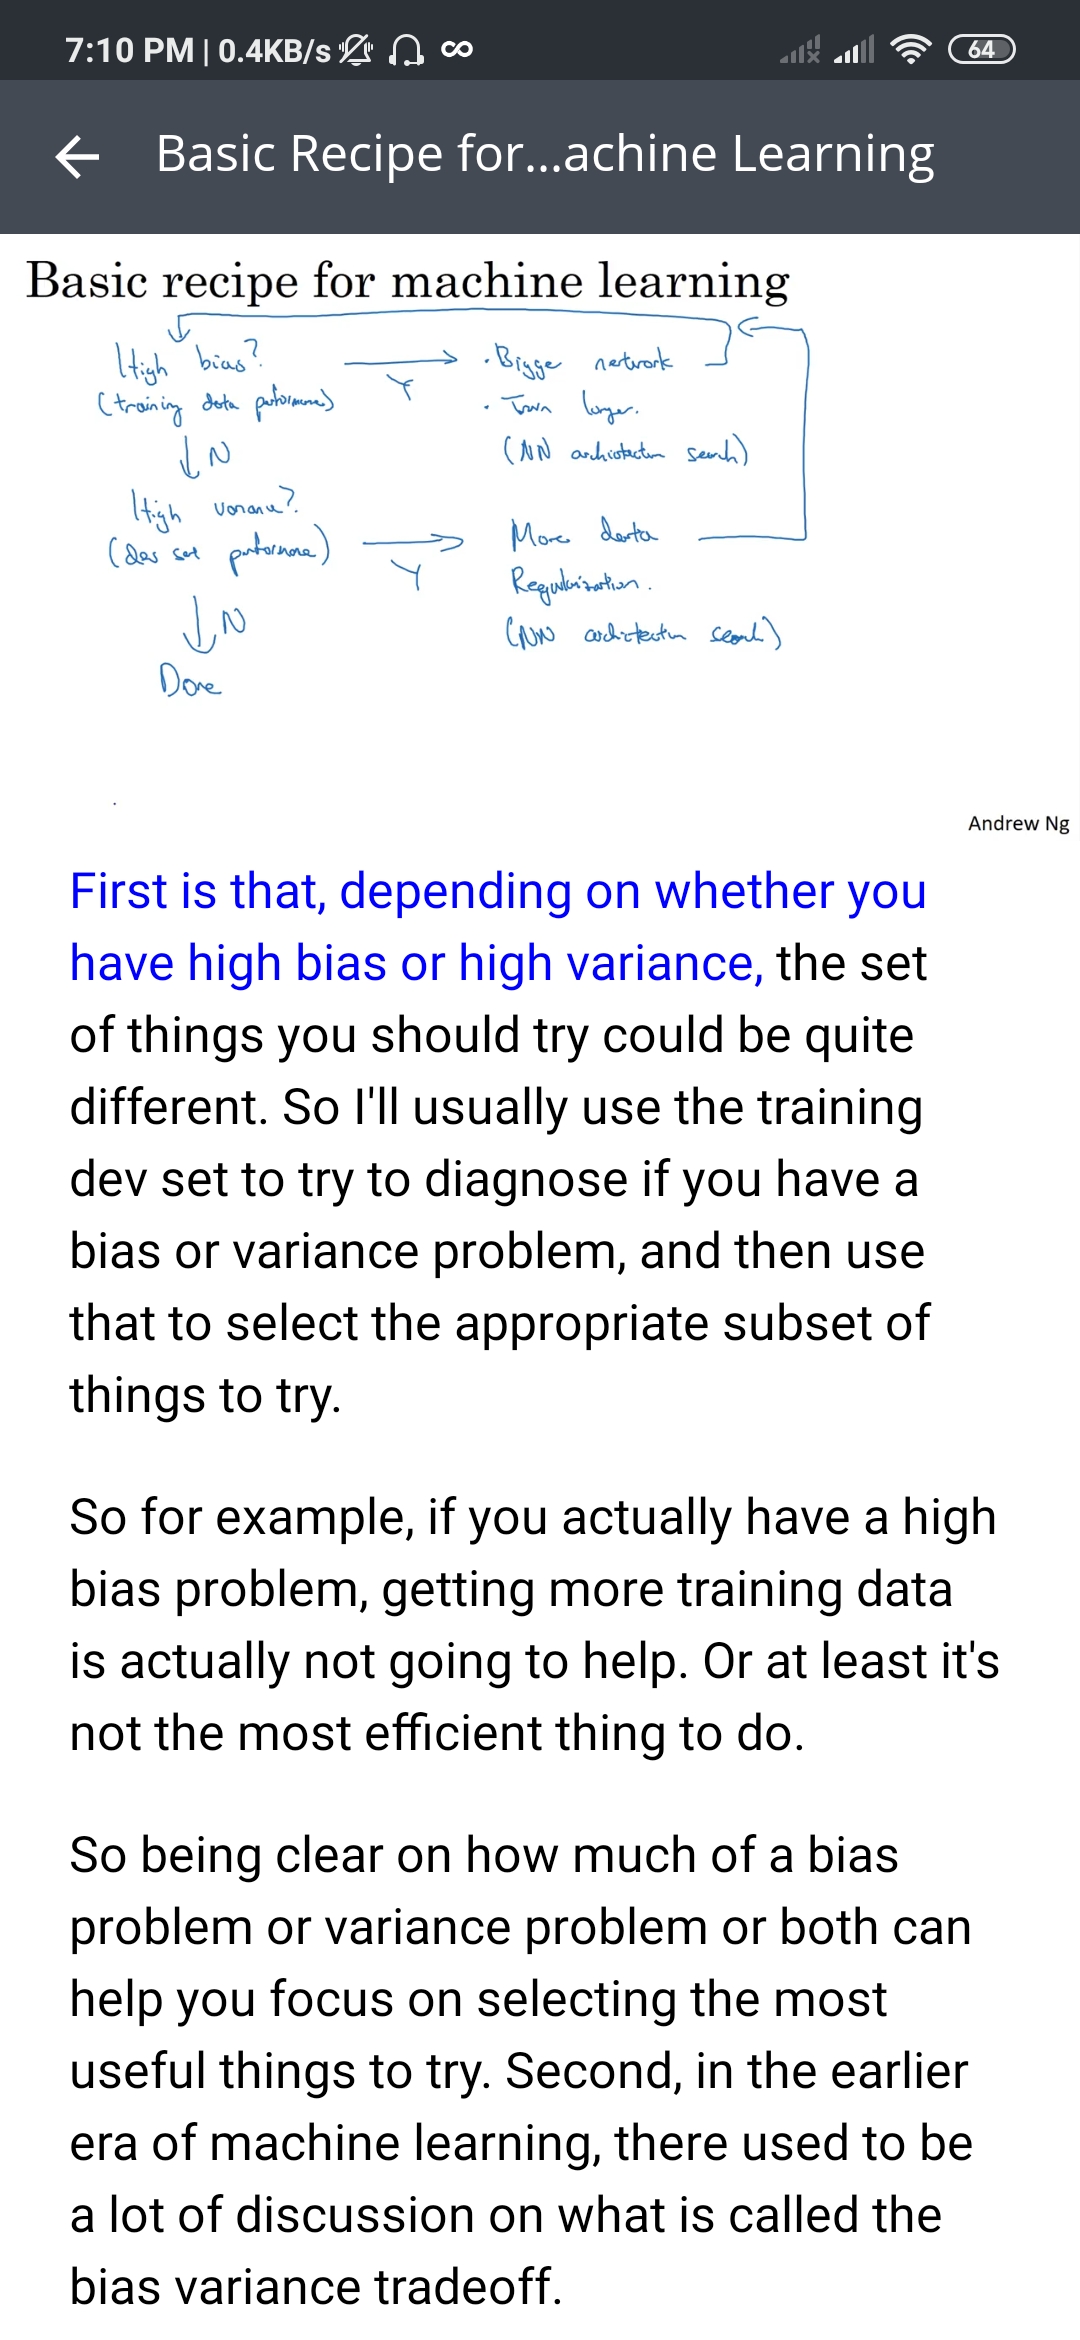 7:10 PM | 0.4KB/s
64
Basic Recipe for...achine Learning
Basic recipe for machine learning
High bias? Y · Bigger network
(training data performance) · Train longer.
N (NN architecture search)
High variance? Y More data
(dev set performance) Regularization.
N (NN architecture search)
Done
Andrew Ng
First is that, depending on whether you
have high bias or high variance, the set
of things you should try could be quite
different. So I'll usually use the training
dev set to try to diagnose if you have a
bias or variance problem, and then use
that to select the appropriate subset of
things to try.
So for example, if you actually have a high
bias problem, getting more training data
is actually not going to help. Or at least it's
not the most efficient thing to do.
So being clear on how much of a bias
problem or variance problem or both can
help you focus on selecting the most
useful things to try. Second, in the earlier
era of machine learning, there used to be
a lot of discussion on what is called the
bias variance tradeoff.